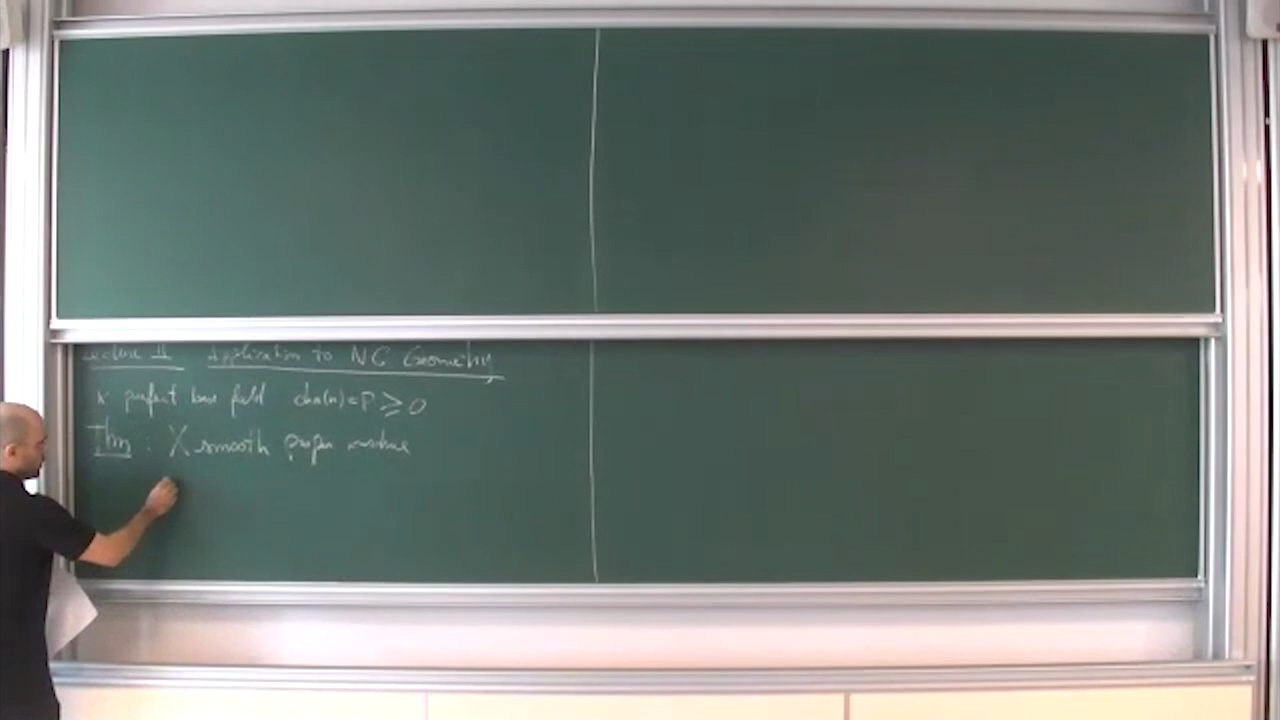 Lecture II Application to NC Geometry
k perfect base field char(k)=p ⩾ 0
Thm : X smooth proper